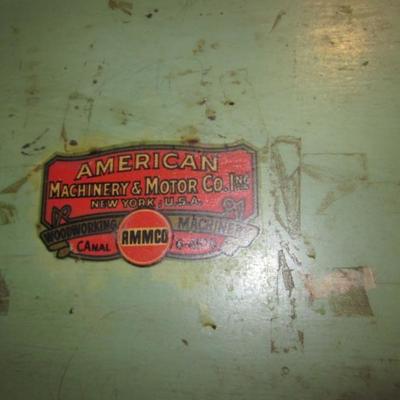 AMERICAN
MACHINERY & MOTOR CO. INC
NEW YORK, U.S.A.
WOODWORKING MACHINERY
AMMCO
CANAL